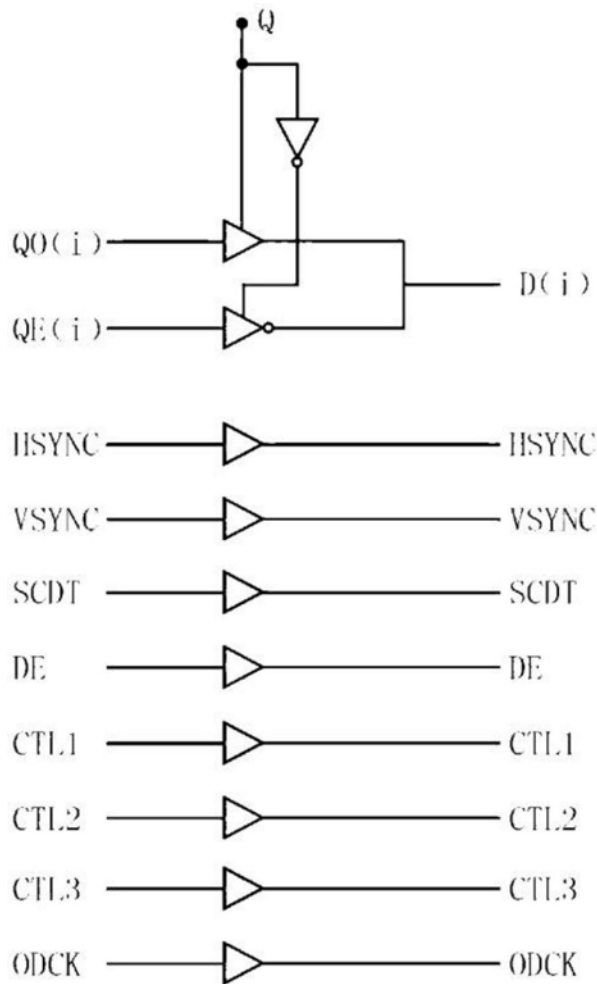 Q
QO(i)
D(i)
QE(i)
HSYNC HSYNC
VSYNC VSYNC
SCDT SCDT
DE DE
CTL1 CTL1
CTL2 CTL2
CTL3 CTL3
ODCK ODCK